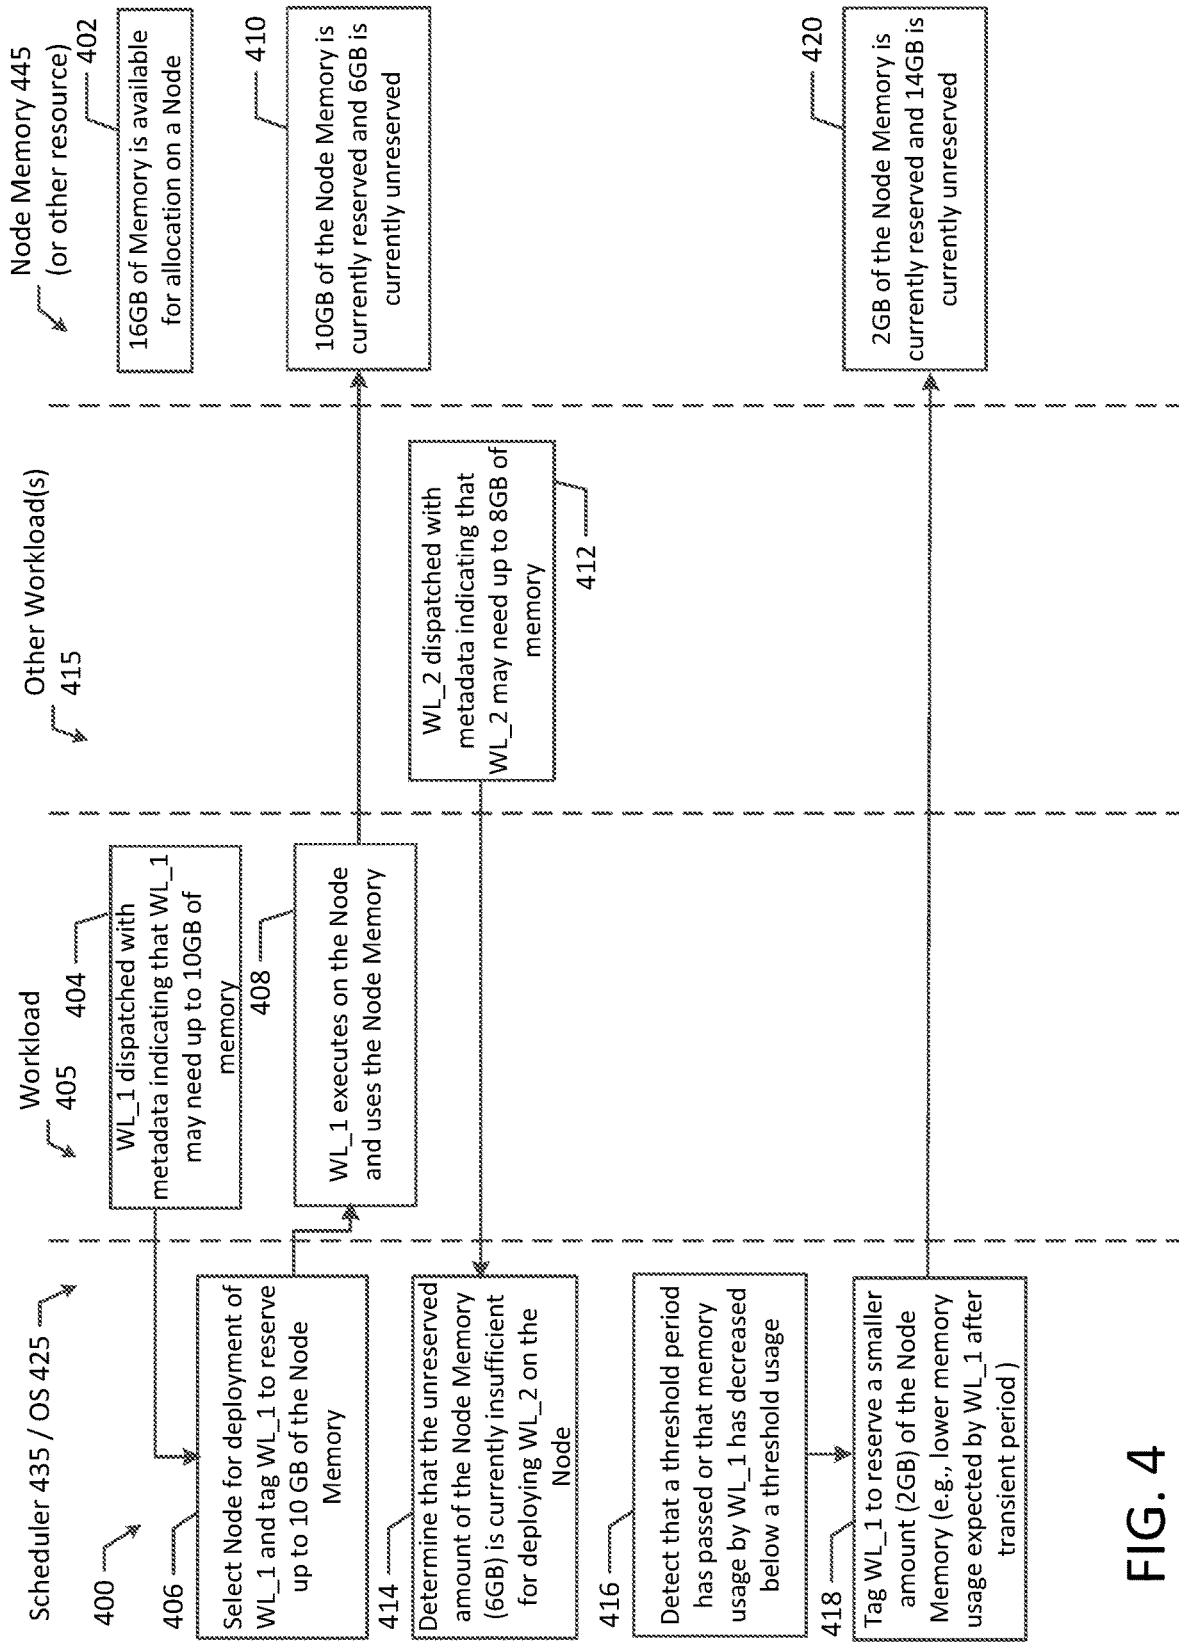 Scheduler 435 / OS 425
Workload
405
Other Workload(s)
415
Node Memory 445
(or other resource)
400
402
16GB of Memory is available
for allocation on a Node
404
WL_1 dispatched with
metadata indicating that WL_1
may need up to 10GB of
memory
406
Select Node for deployment of
WL_1 and tag WL_1 to reserve
up to 10 GB of the Node
Memory
408
WL_1 executes on the Node
and uses the Node Memory
410
10GB of the Node Memory is
currently reserved and 6GB is
currently unreserved
WL_2 dispatched with
metadata indicating that
WL_2 may need up to 8GB of
memory
412
414
Determine that the unreserved
amount of the Node Memory
(6GB) is currently insufficient
for deploying WL_2 on the
Node
416
Detect that a threshold period
has passed or that memory
usage by WL_1 has decreased
below a threshold usage
418
Tag WL_1 to reserve a smaller
amount (2GB) of the Node
Memory (e.g., lower memory
usage expected by WL_1 after
transient period )
420
2GB of the Node Memory is
currently reserved and 14GB is
currently unreserved
FIG. 4